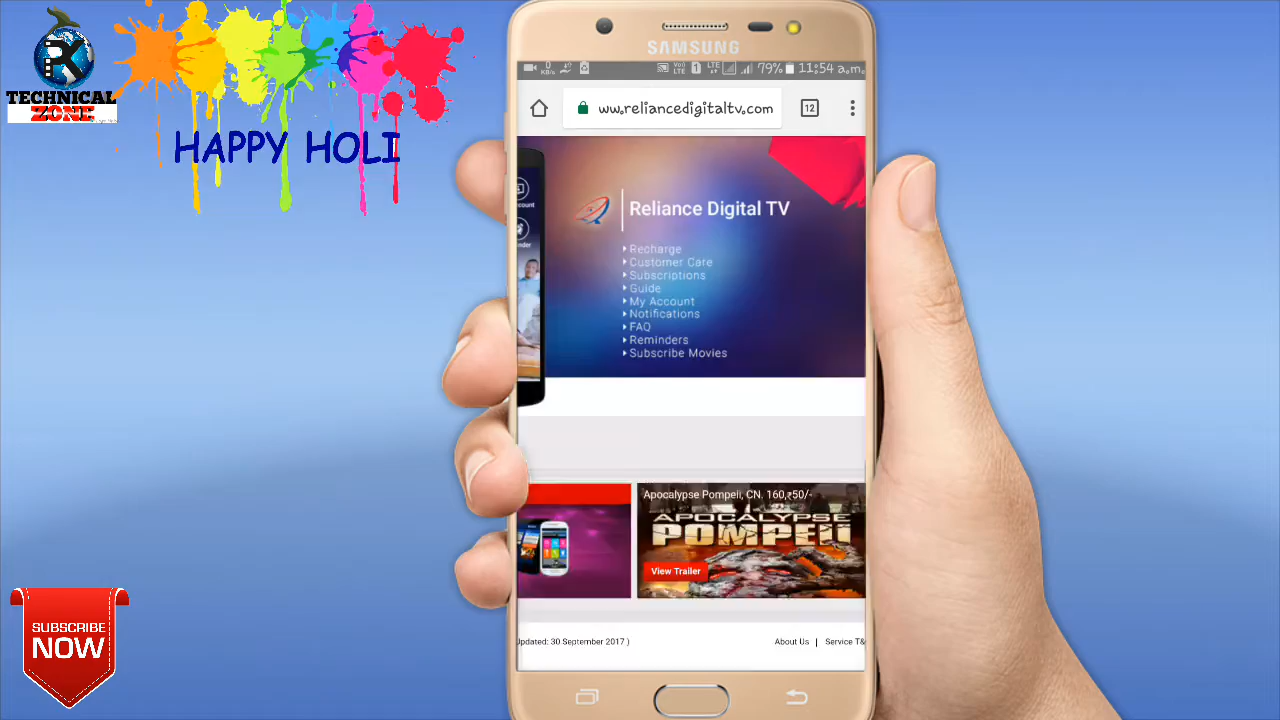 TECHNICAL
ZONE
HAPPY HOLI
SAMSUNG
79% 11:54 a.m.
ww.reliancedigitaltv.com
12
Reliance Digital TV
Recharge
Customer Care
Subscriptions
Guide
My Account
Notifications
FAQ
Reminders
Subscribe Movies
Apocalypse Pompeii, CN. 160,₹50/-
APOCALYPSE
POMPEII
View Trailer
Updated: 30 September 2017 )
About Us | Service T&
SUBSCRIBE
NOW